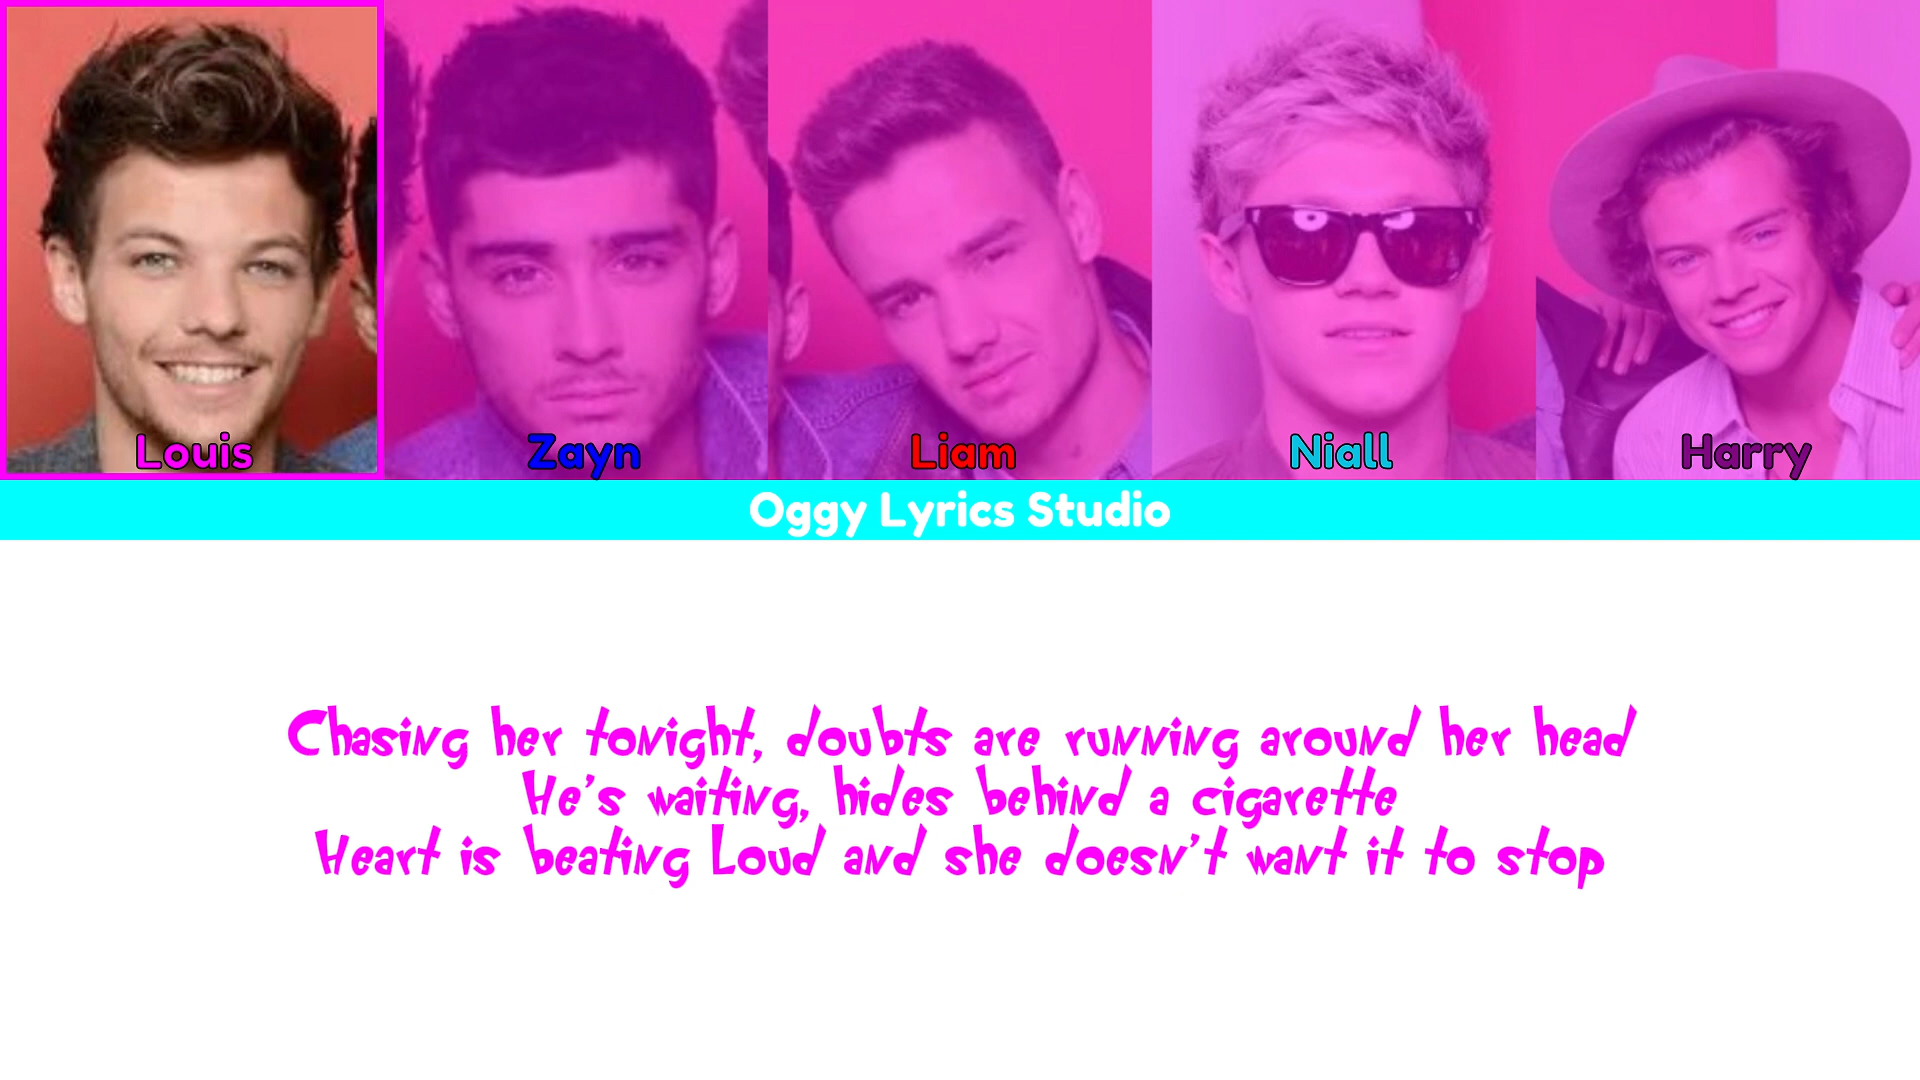 Louis Zayn Liam Niall Harry
Oggy Lyrics Studio
Chasing her tonight, doubts are running around her head
He's waiting, hides behind a cigarette
Heart is beating Loud and she doesn't want it to stop